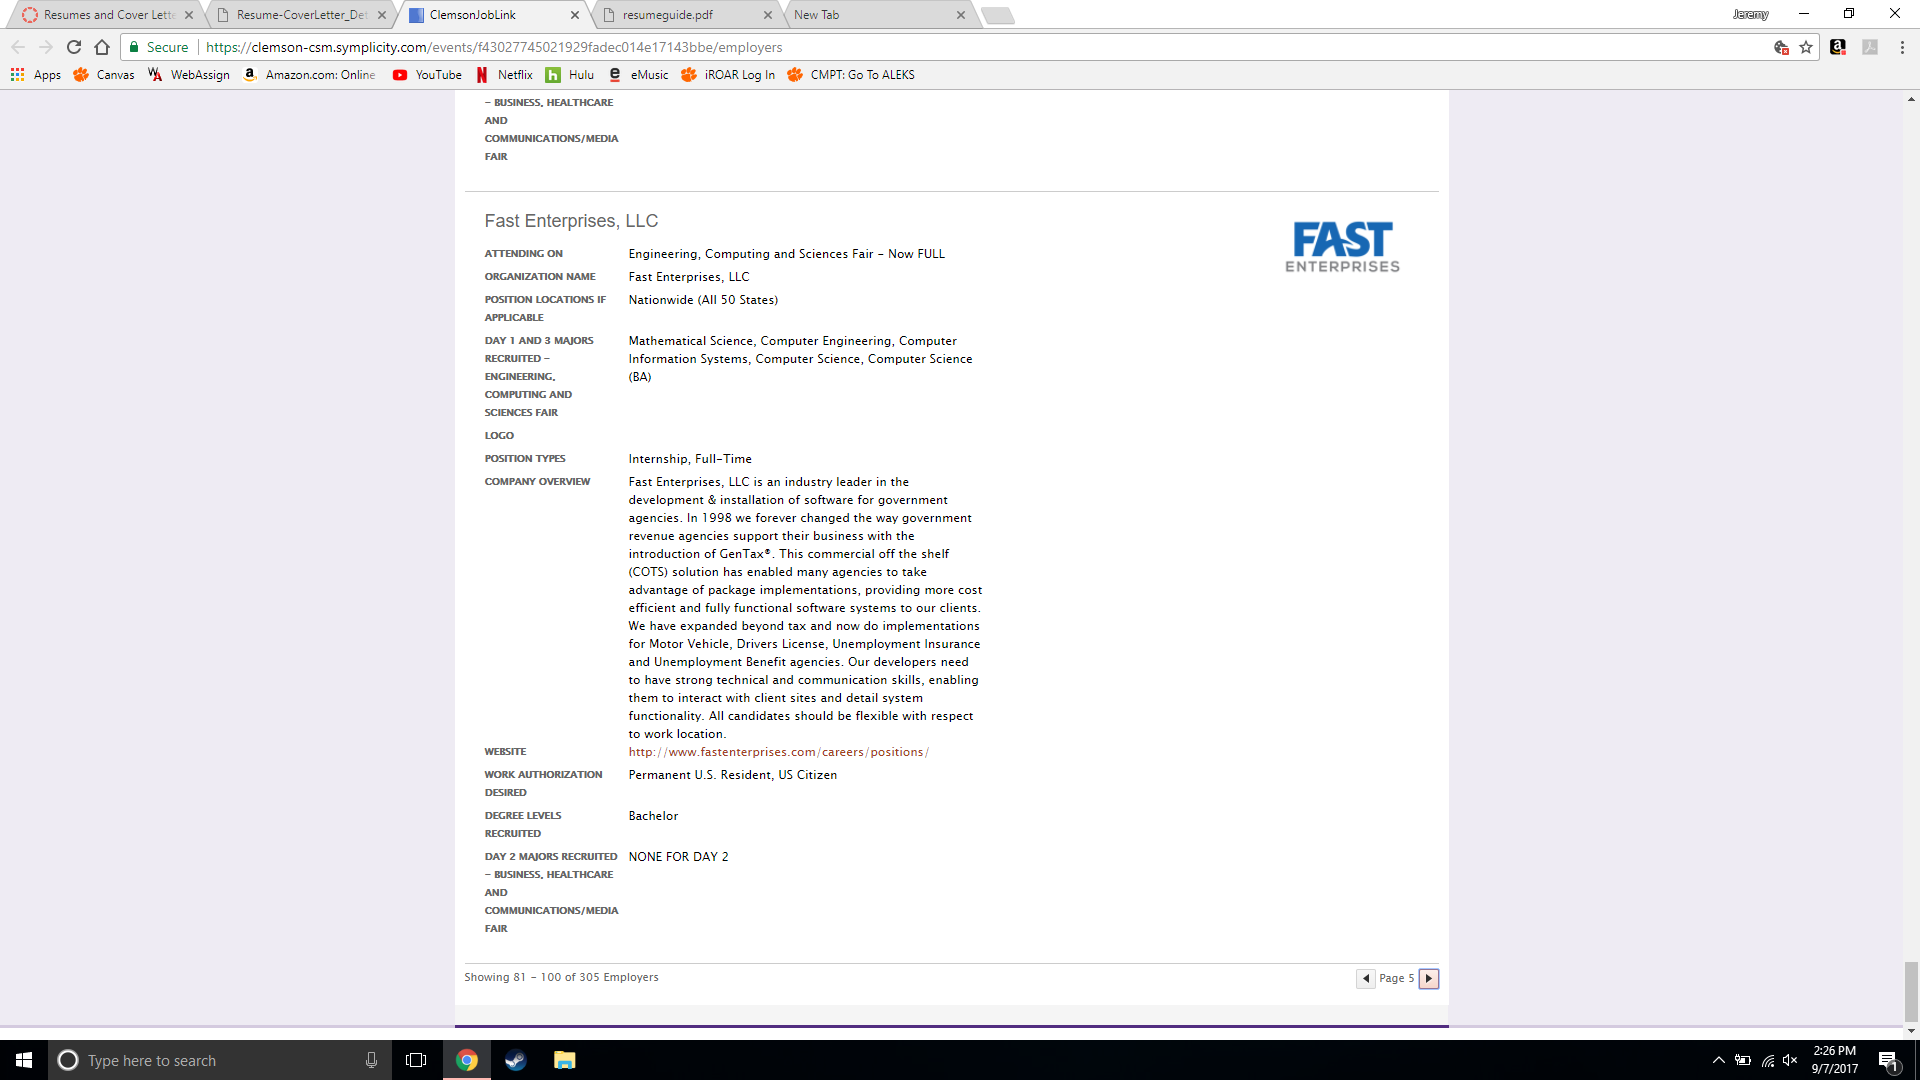 Resumes and Cover Lette
Resume-CoverLetter_Det
ClemsonJobLink
resumeguide.pdf
New Tab
Jeremy
Secure
https://clemson-csm.symplicity.com/events/f43027745021929fadec014e17143bbe/employers
Apps
Canvas
WebAssign
Amazon.com: Online
YouTube
Netflix
Hulu
eMusic
iROAR Log In
CMPT: Go To ALEKS
- BUSINESS, HEALTHCARE
AND
COMMUNICATIONS/MEDIA
FAIR
Fast Enterprises, LLC
FAST
ENTERPRISES
ATTENDING ON
Engineering, Computing and Sciences Fair - Now FULL
ORGANIZATION NAME
Fast Enterprises, LLC
POSITION LOCATIONS IF
APPLICABLE
Nationwide (All 50 States)
DAY 1 AND 3 MAJORS
RECRUITED -
ENGINEERING,
COMPUTING AND
SCIENCES FAIR
Mathematical Science, Computer Engineering, Computer
Information Systems, Computer Science, Computer Science
(BA)
LOGO
POSITION TYPES
Internship, Full-Time
COMPANY OVERVIEW
Fast Enterprises, LLC is an industry leader in the
development & installation of software for government
agencies. In 1998 we forever changed the way government
revenue agencies support their business with the
introduction of GenTax®. This commercial off the shelf
(COTS) solution has enabled many agencies to take
advantage of package implementations, providing more cost
efficient and fully functional software systems to our clients.
We have expanded beyond tax and now do implementations
for Motor Vehicle, Drivers License, Unemployment Insurance
and Unemployment Benefit agencies. Our developers need
to have strong technical and communication skills, enabling
them to interact with client sites and detail system
functionality. All candidates should be flexible with respect
to work location.
WEBSITE
http://www.fastenterprises.com/careers/positions/
WORK AUTHORIZATION
DESIRED
Permanent U.S. Resident, US Citizen
DEGREE LEVELS
RECRUITED
Bachelor
DAY 2 MAJORS RECRUITED
- BUSINESS, HEALTHCARE
AND
COMMUNICATIONS/MEDIA
FAIR
NONE FOR DAY 2
Showing 81 - 100 of 305 Employers
Page 5
Type here to search
2:26 PM
9/7/2017
1